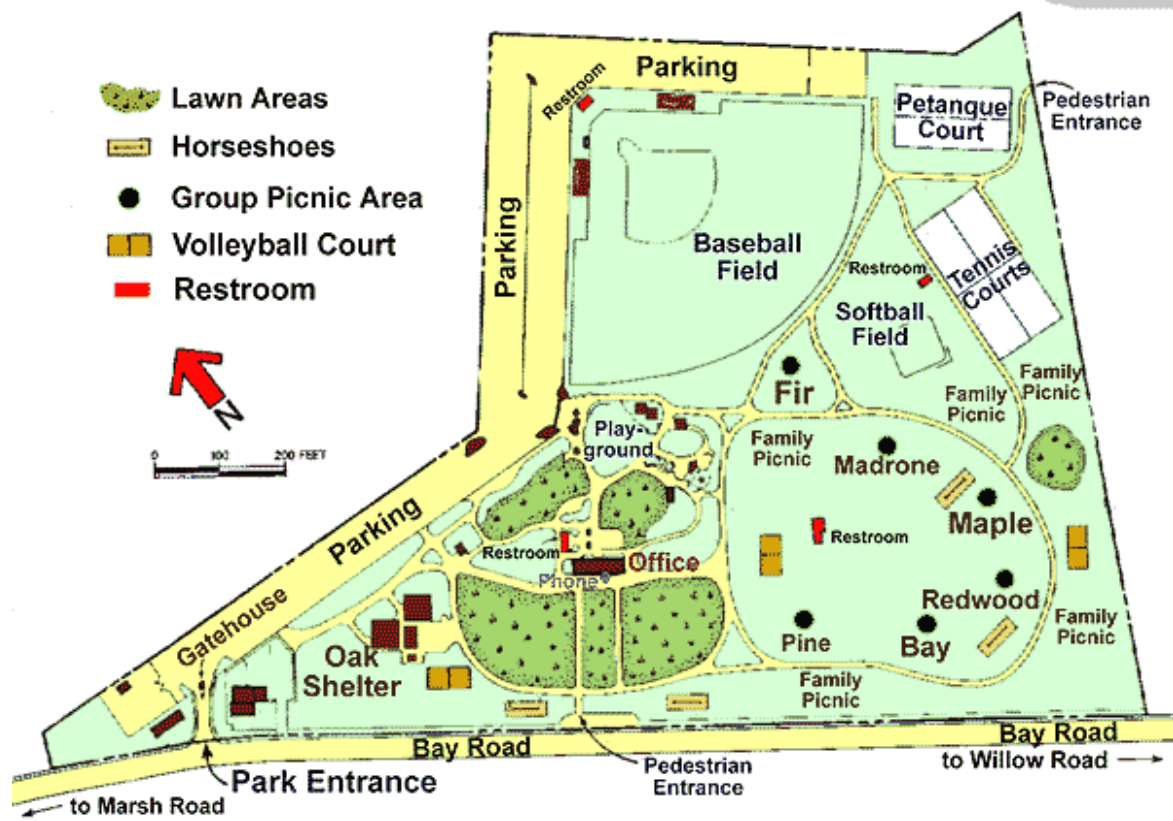 Lawn Areas
Horseshoes
Group Picnic Area
Volleyball Court
Restroom
N
0 100 200 FEET
Parking
Restroom
Petanque
Court
Pedestrian
Entrance
Parking
Baseball
Field
Restroom
Tennis
Courts
Softball
Field
Fir
Family
Picnic
Family
Picnic
Play-
ground
Family
Picnic
Madrone
Maple
Parking
Restroom
Restroom
Office
Phone
Redwood
Gatehouse
Oak
Shelter
Pine
Bay
Family
Picnic
Family
Picnic
Bay Road
Bay Road
Park Entrance
Pedestrian
Entrance
to Willow Road
to Marsh Road